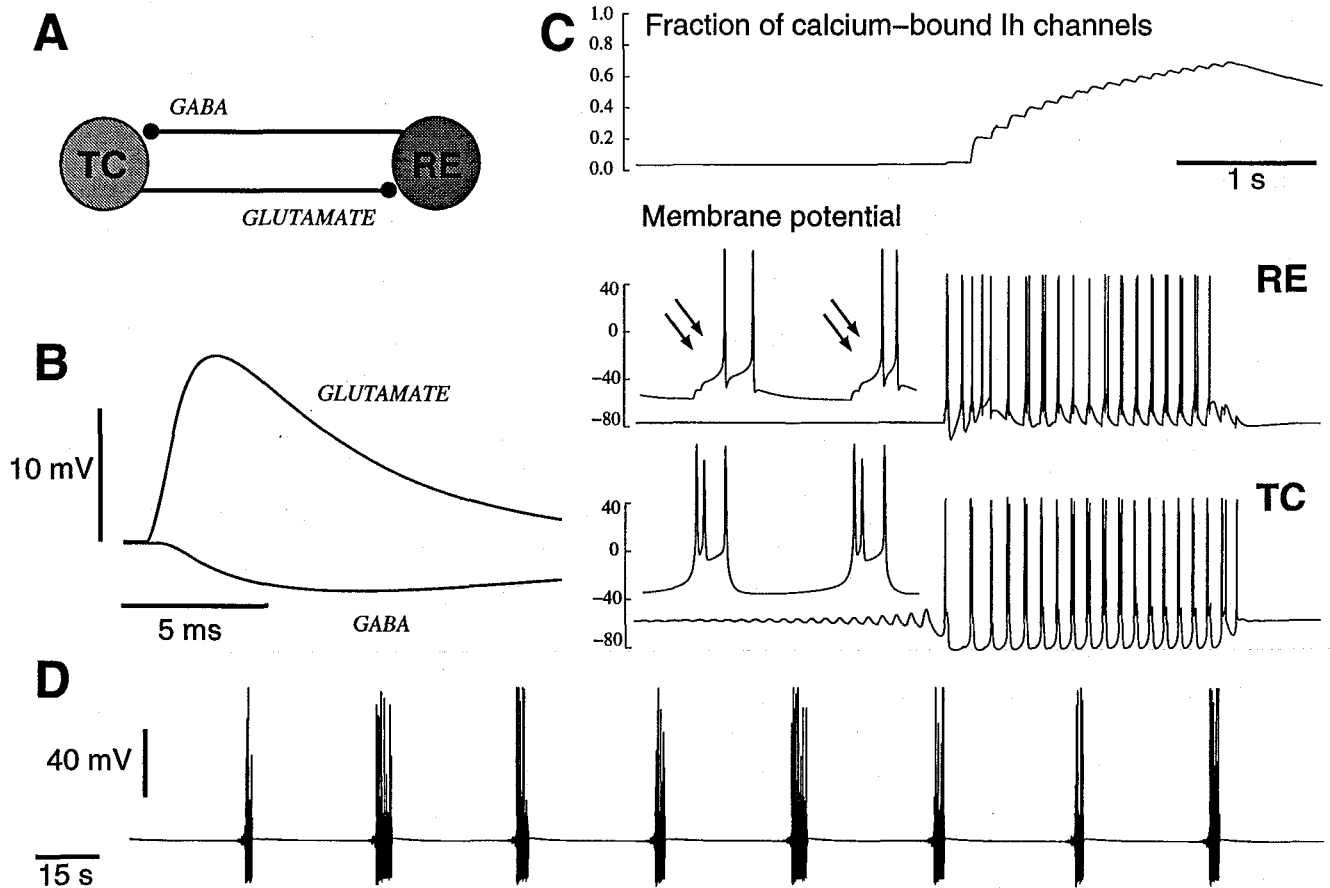 A
GABA
TC
RE
GLUTAMATE
B
10 mV
GLUTAMATE
GABA
5 ms
C
1.0
0.8
0.6
0.4
0.2
0.0
Fraction of calcium–bound Ih channels
1 s
Membrane potential
RE
40
0
−40
−80
TC
40
0
−40
−80
D
40 mV
15 s